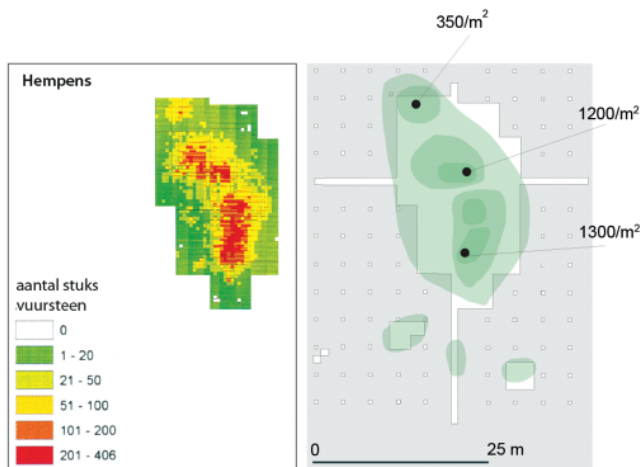 Hempens
aantal stuks
vuursteen
0
1 - 20
21 - 50
51 - 100
101 - 200
201 - 406
350/m²
1200/m²
1300/m²
0
25 m